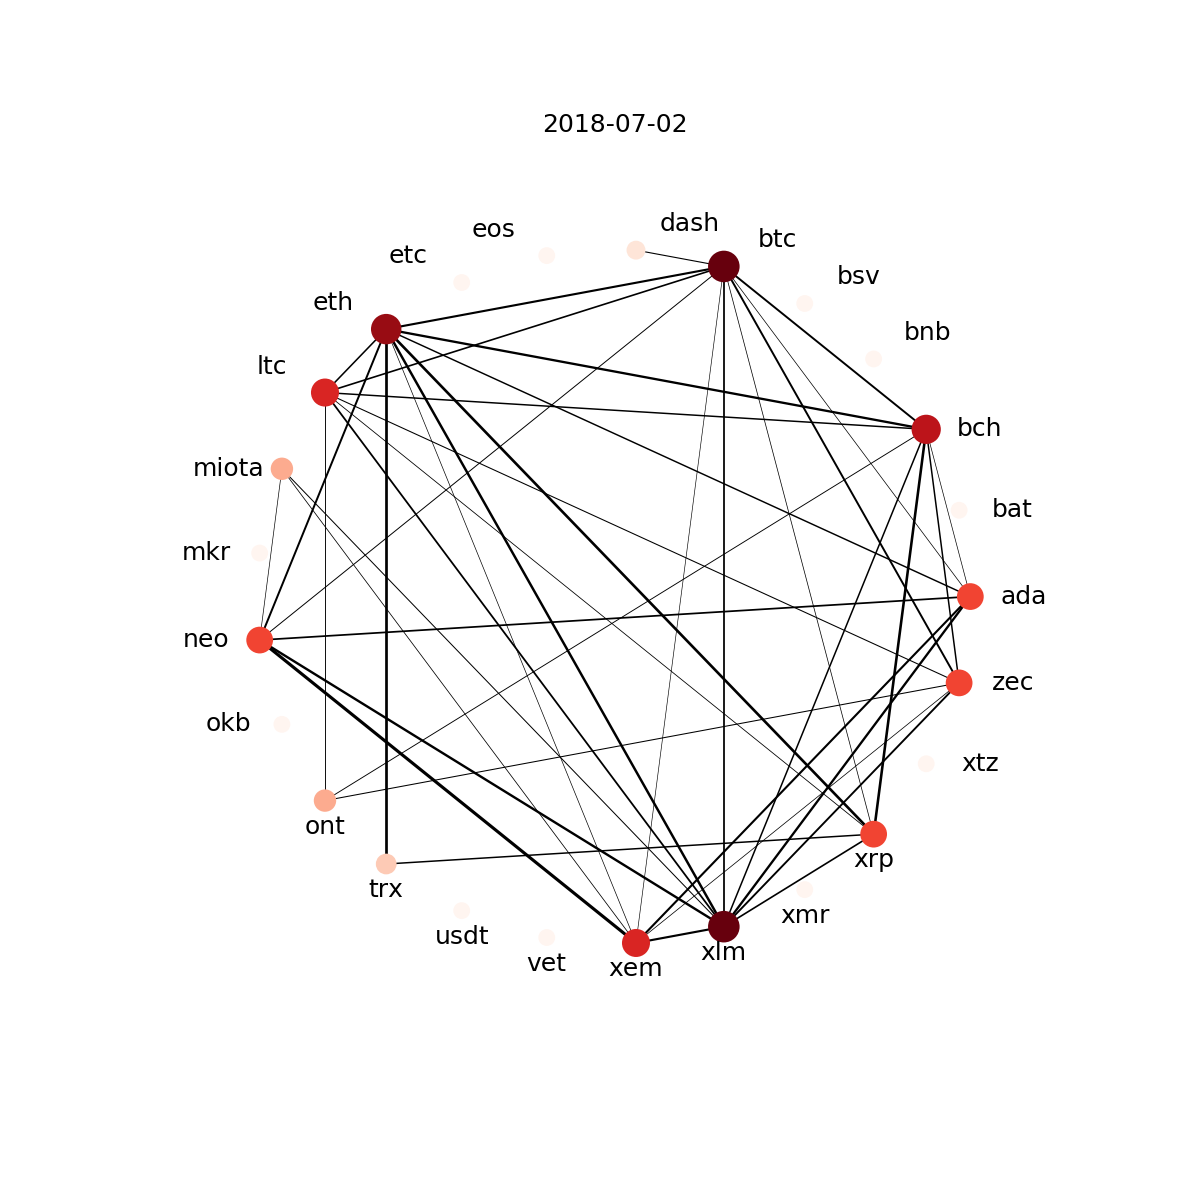 2018-07-02
dash
eos
btc
etc
bsv
eth
bnb
ltc
bch
miota
bat
mkr
ada
neo
zec
okb
xtz
ont
xrp
trx
xmr
usdt
xlm
vet
xem